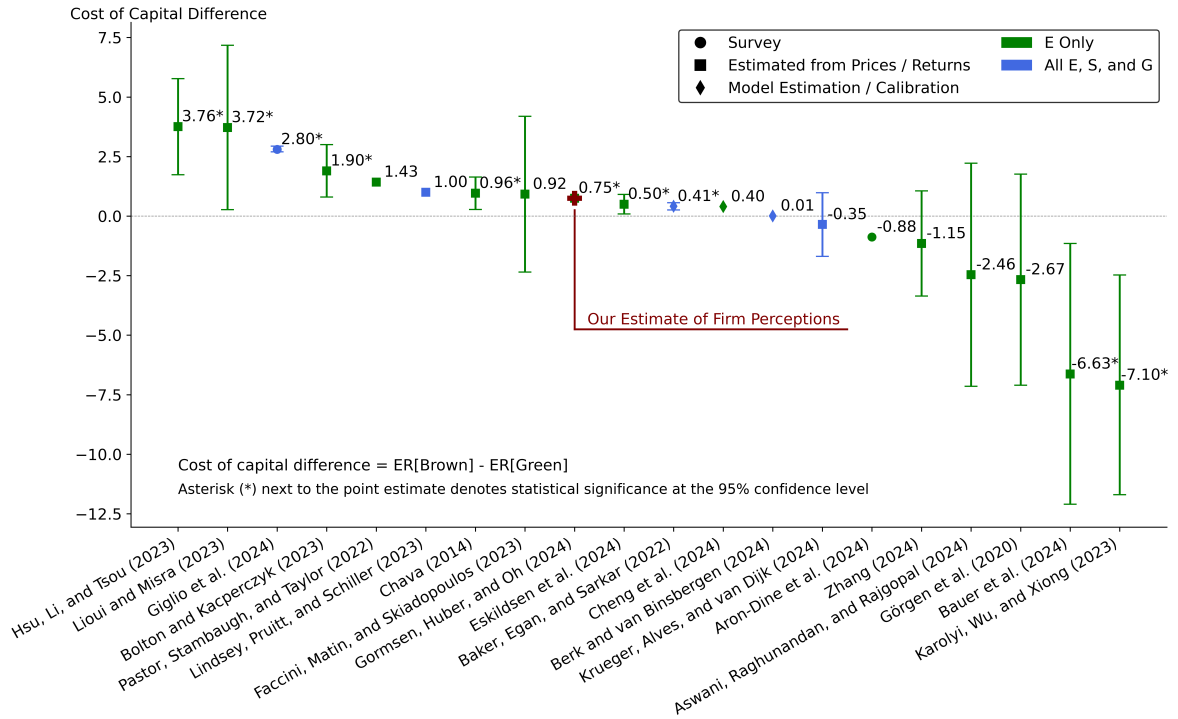 Cost of Capital Difference
7.5
5.0
2.5
0.0
−2.5
−5.0
−7.5
−10.0
−12.5
Survey
Estimated from Prices / Returns
Model Estimation / Calibration
E Only
All E, S, and G
3.76*
3.72*
2.80*
1.90*
1.43
1.00
0.96*
0.92
0.75*
0.50*
0.41*
0.40
0.01
-0.35
-0.88
-1.15
-2.46
-2.67
-6.63*
-7.10*
Our Estimate of Firm Perceptions
Cost of capital difference = ER[Brown] - ER[Green]
Asterisk (*) next to the point estimate denotes statistical significance at the 95% confidence level
Hsu, Li, and Tsou (2023)
Lioui and Misra (2023)
Giglio et al. (2024)
Bolton and Kacperczyk (2023)
Pastor, Stambaugh, and Taylor (2022)
Lindsey, Pruitt, and Schiller (2023)
Chava (2014)
Faccini, Matin, and Skiadopoulos (2023)
Gormsen, Huber, and Oh (2024)
Eskildsen et al. (2024)
Baker, Egan, and Sarkar (2022)
Cheng et al. (2024)
Berk and van Binsbergen (2024)
Krueger, Alves, and van Dijk (2024)
Aron-Dine et al. (2024)
Zhang (2024)
Aswani, Raghunandan, and Rajgopal (2024)
Görgen et al. (2020)
Bauer et al. (2024)
Karolyi, Wu, and Xiong (2023)